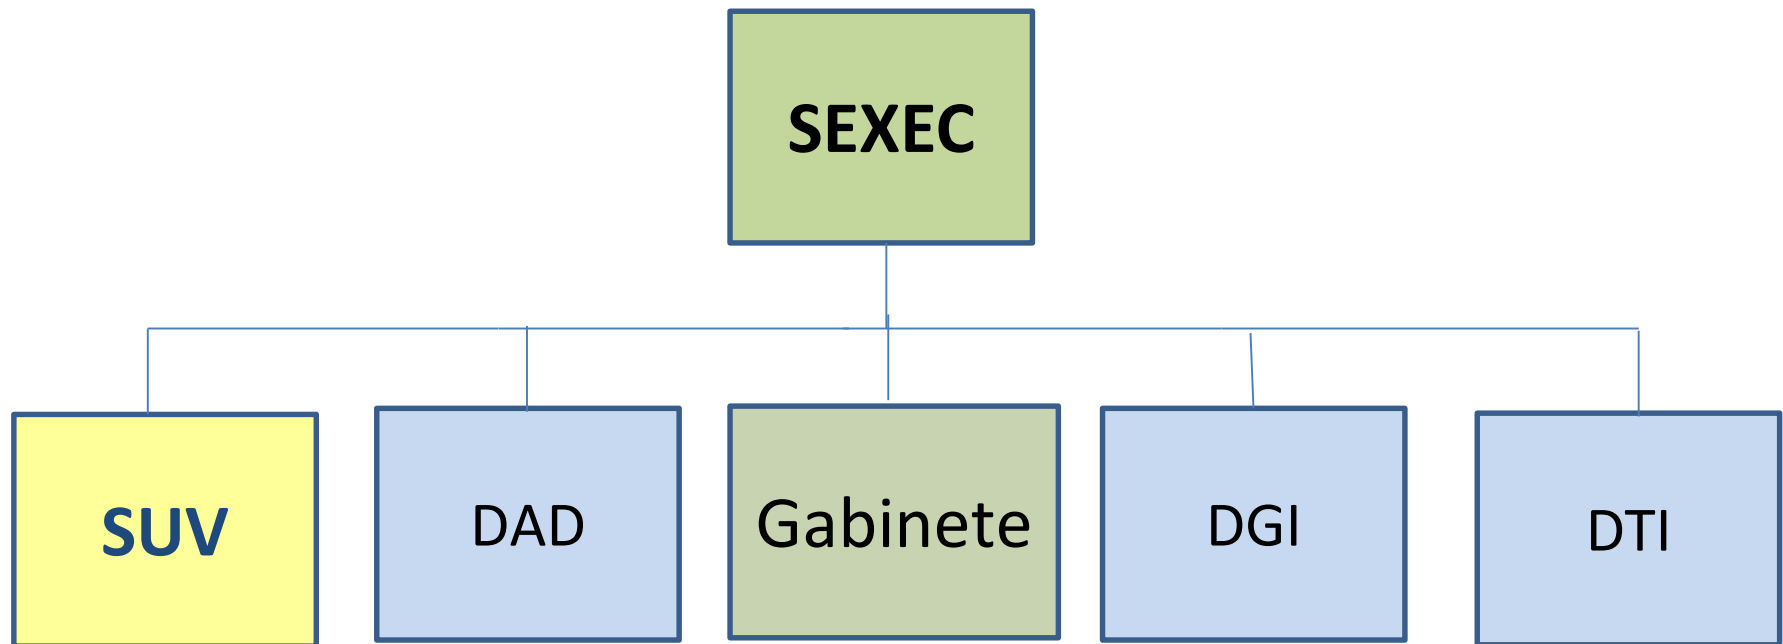 SEXEC
SUV
DAD
Gabinete
DGI
DTI